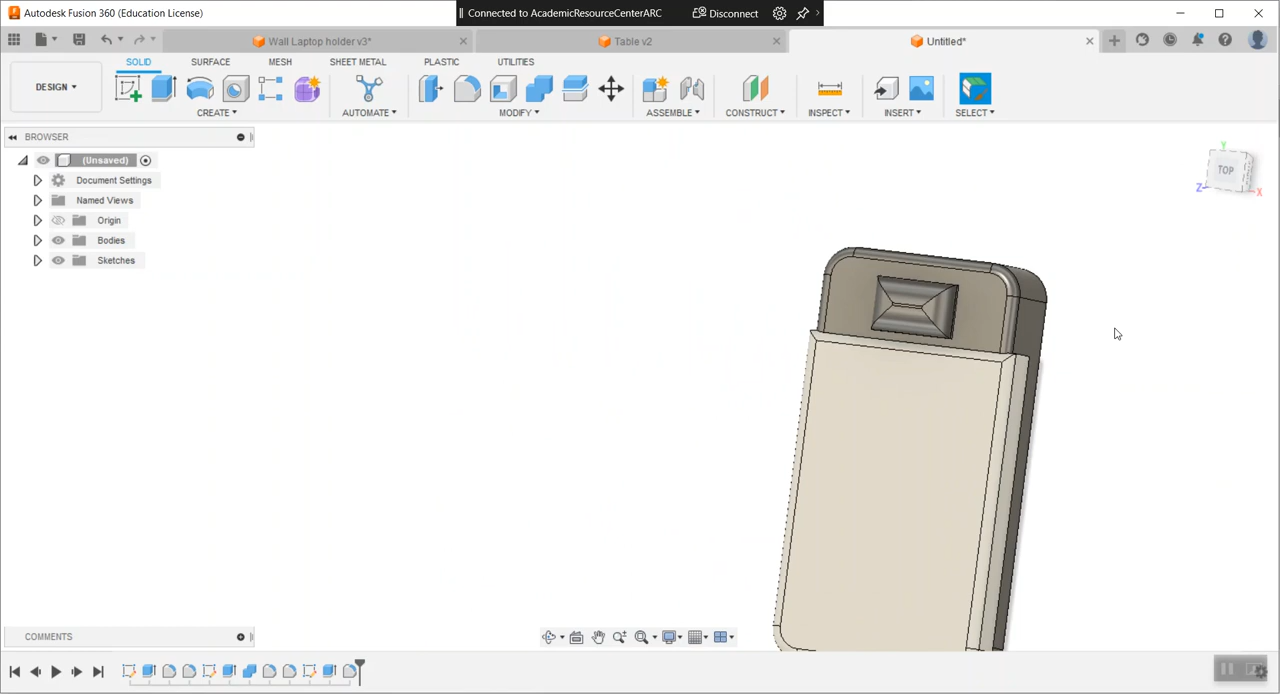 Autodesk Fusion 360 (Education License)
Connected to AcademicResourceCenterARC
Disconnect
Wall Laptop holder v3*
Table v2
Untitled*
DESIGN
SOLID
SURFACE
MESH
SHEET METAL
PLASTIC
UTILITIES
CREATE
AUTOMATE
MODIFY
ASSEMBLE
CONSTRUCT
INSPECT
INSERT
SELECT
BROWSER
(Unsaved)
Document Settings
Named Views
Origin
Bodies
Sketches
Y
TOP
Z
X
COMMENTS